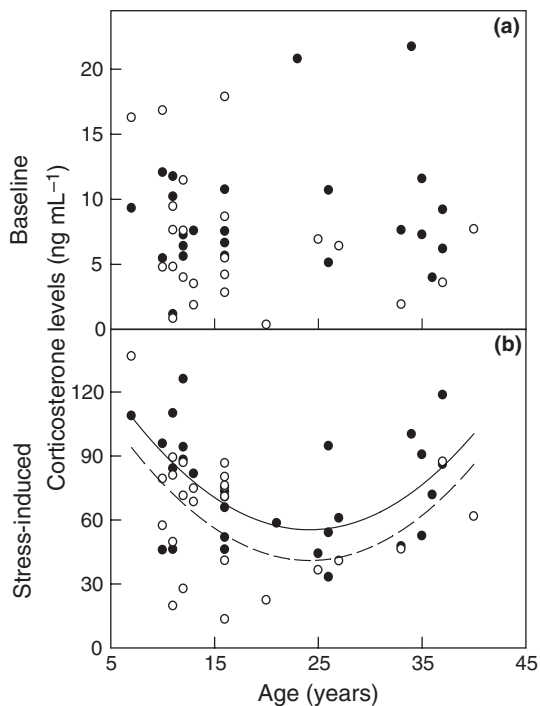 (a)
20
15
10
5
0
Baseline
Corticosterone levels (ng mL⁻¹)
(b)
120
90
60
30
0
Stress-induced
5 15 25 35 45
Age (years)